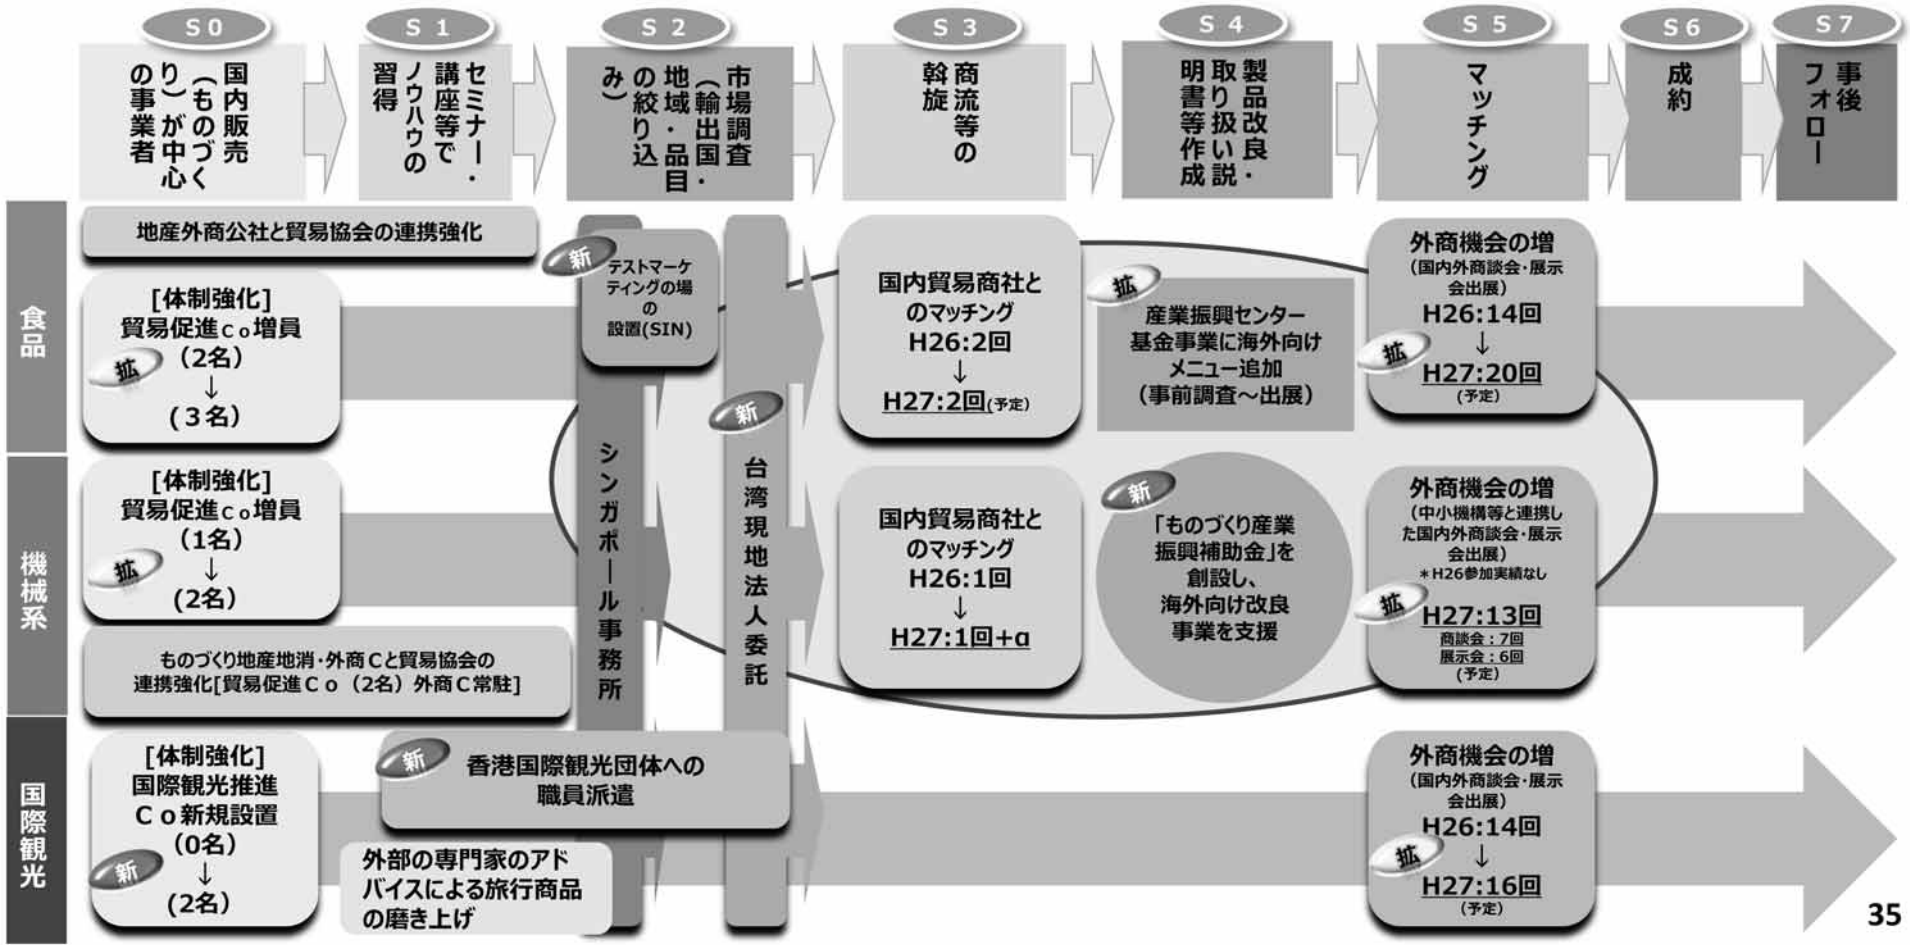 S 0
国内販売
（ものづく
り）が中心
の事業者
S 1
セミナー・
講座等で
ノウハウの
習得
S 2
市場調査
（輸出国・
地域・品目
の絞り込
み）
S 3
商流等の
斡旋
S 4
製品改良・
取り扱い説
明書等作成
S 5
マッチング
S 6
成約
S 7
事後
フォロー
食品
地産外商公社と貿易協会の連携強化
[体制強化]
貿易促進Ｃｏ増員
（2名）
↓
(３名)
拡
新
テストマーケ
ティングの場
の
設置(SIN)
シンガポール事務所
新
台湾現地法人委託
国内貿易商社と
のマッチング
H26:2回
↓
H27:2回(予定)
拡
産業振興センター
基金事業に海外向け
メニュー追加
（事前調査～出展）
外商機会の増
（国内外商談会・展示
会出展）
H26:14回
↓
拡
H27:20回
(予定)
機械系
[体制強化]
貿易促進Ｃｏ増員
(1名)
↓
(2名)
拡
ものづくり地産地消・外商Ｃと貿易協会の
連携強化[貿易促進Ｃｏ（2名）外商Ｃ常駐]
国内貿易商社と
のマッチング
H26:1回
↓
H27:1回+α
新
「ものづくり産業
振興補助金」を
創設し、
海外向け改良
事業を支援
外商機会の増
（中小機構等と連携し
た国内外商談会・展示
会出展）
＊H26参加実績なし
拡
H27:13回
商談会：7回
展示会：6回
(予定)
国際観光
[体制強化]
国際観光推進
Ｃｏ新規設置
(0名)
↓
(2名)
新
新
香港国際観光団体への
職員派遣
外部の専門家のアド
バイスによる旅行商品
の磨き上げ
外商機会の増
（国内外商談会・展示
会出展）
H26:14回
↓
拡
H27:16回
(予定)
35